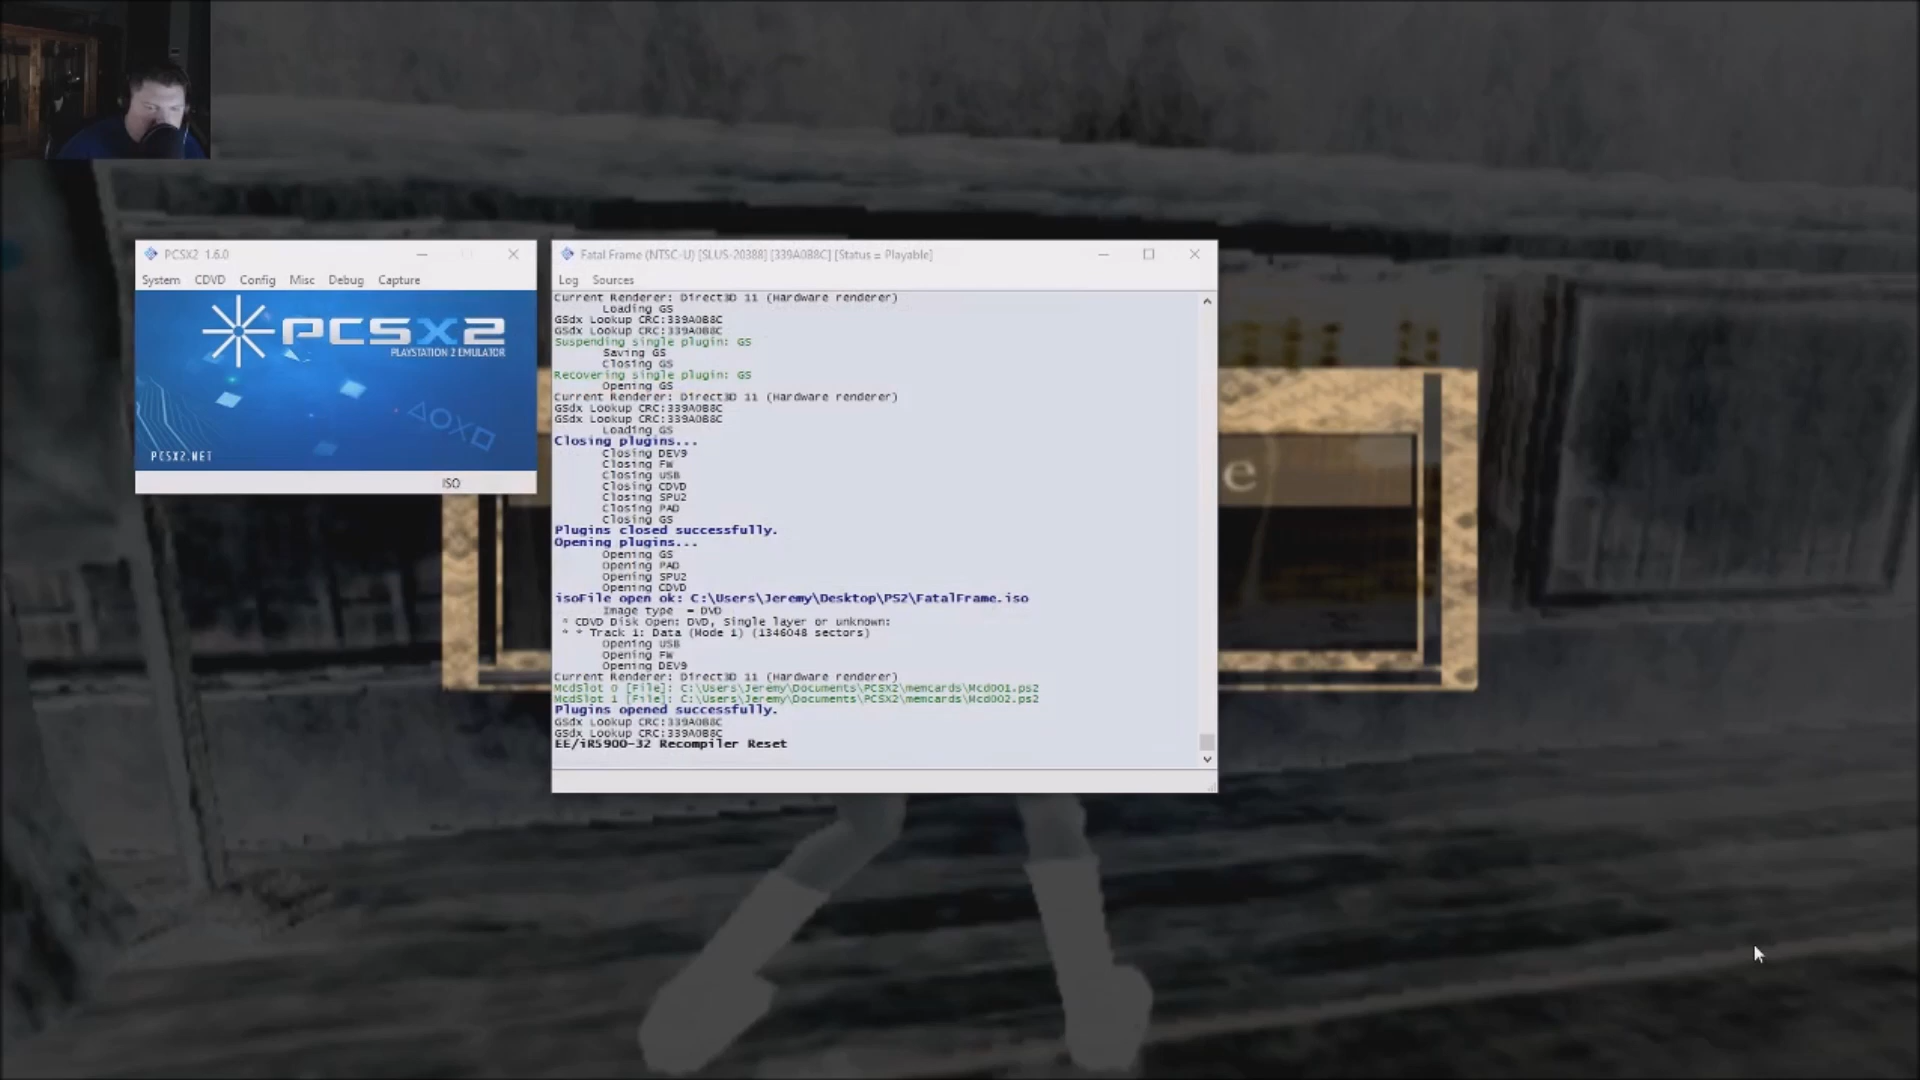 PCSX2 1.6.0
System CDVD Config Misc Debug Capture
PCSX2
PLAYSTATION 2 EMULATOR
PCSX2.NET
ISO
Fatal Frame (NTSC-U) [SLUS-20388] [339A0B8C] [Status = Playable]
Log Sources
Current Renderer: Direct3D 11 (Hardware renderer)
Loading GS
GSdx Lookup CRC:339A0B8C
GSdx Lookup CRC:339A0B8C
Suspending single plugin: GS
Saving GS
Closing GS
Recovering single plugin: GS
Opening GS
Current Renderer: Direct3D 11 (Hardware renderer)
GSdx Lookup CRC:339A0B8C
GSdx Lookup CRC:339A0B8C
Loading GS
Closing plugins...
Closing DEV9
Closing FW
Closing USB
Closing CDVD
Closing SPU2
Closing PAD
Closing GS
Plugins closed successfully.
Opening plugins...
Opening GS
Opening PAD
Opening SPU2
Opening CDVD
isoFile open ok: C:\Users\Jeremy\Desktop\PS2\FatalFrame.iso
Image type = DVD
* CDVD Disk Open: DVD, Single layer or unknown:
* * Track 1: Data (Mode 1) (1346048 sectors)
Opening USB
Opening FW
Opening DEV9
Current Renderer: Direct3D 11 (Hardware renderer)
McdSlot 0 [File]: C:\Users\Jeremy\Documents\PCSX2\memcards\Mcd001.ps2
McdSlot 1 [File]: C:\Users\Jeremy\Documents\PCSX2\memcards\Mcd002.ps2
Plugins opened successfully.
GSdx Lookup CRC:339A0B8C
GSdx Lookup CRC:339A0B8C
EE/iR5900-32 Recompiler Reset
e